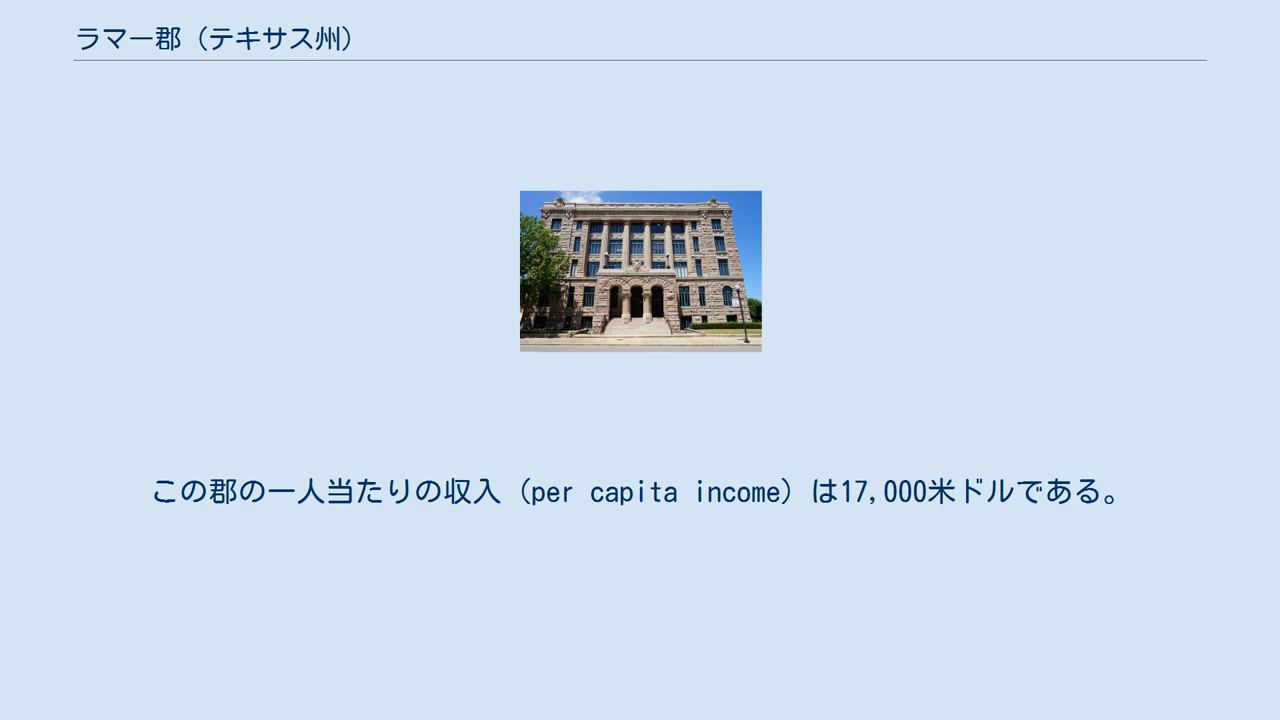 ラマー郡（テキサス州）
この郡の一人当たりの収入（per capita income）は17,000米ドルである。